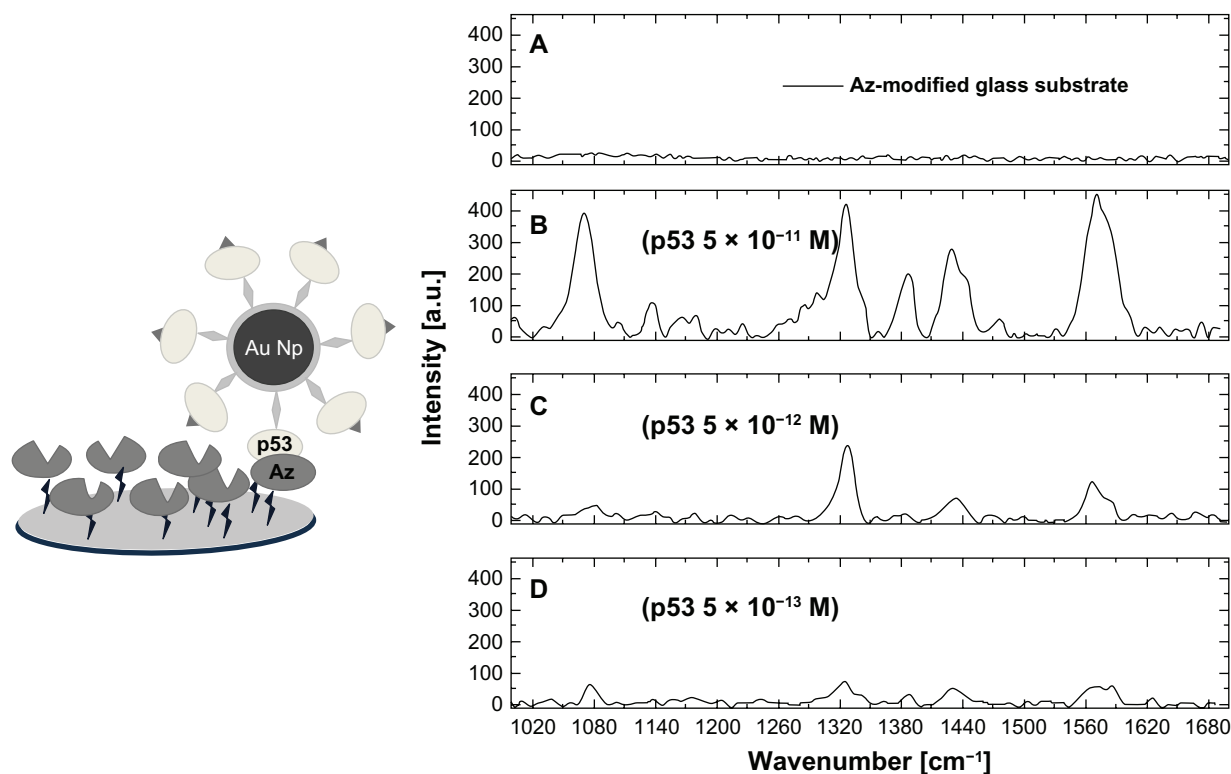 Au Np
p53
Az
Intensity [a.u.]
A
400
300
200
100
0
Az-modified glass substrate
B
400
300
200
100
0
(p53 5 × 10⁻¹¹ M)
C
400
300
200
100
0
(p53 5 × 10⁻¹² M)
D
400
300
200
100
0
(p53 5 × 10⁻¹³ M)
1020 1080 1140 1200 1260 1320 1380 1440 1500 1560 1620 1680
Wavenumber [cm⁻¹]